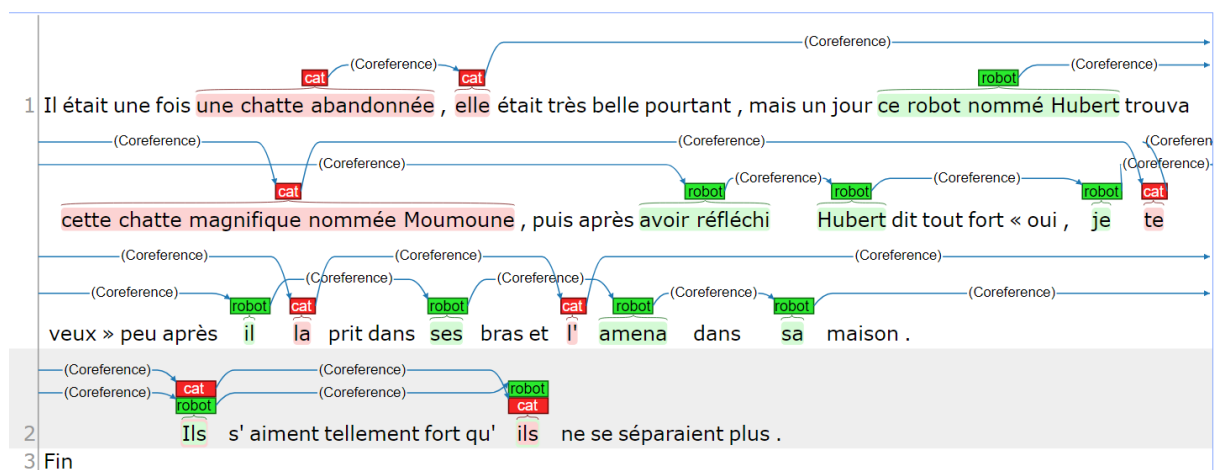 (Coreference)
cat (Coreference) cat robot (Coreference)
1 Il était une fois une chatte abandonnée , elle était très belle pourtant , mais un jour ce robot nommé Hubert trouva
(Coreference) (Coreference) (Coreferen
(Coreference) (Coreference) (Coreference) (Coreference)
cat robot robot robot cat
cette chatte magnifique nommée Moumoune , puis après avoir réfléchi Hubert dit tout fort « oui , je te
(Coreference) (Coreference) (Coreference)
(Coreference) (Coreference) (Coreference) (Coreference) (Coreference)
robot cat robot cat robot robot
veux » peu après il la prit dans ses bras et l' amena dans sa maison .
(Coreference) (Coreference)
cat robot
(Coreference) (Coreference)
robot cat
2 Ils s' aiment tellement fort qu' ils ne se séparaient plus .
3 Fin